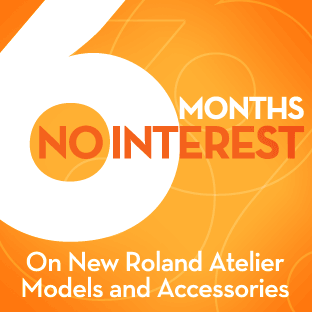 6 MONTHS
NO INTEREST
On New Roland Atelier
Models and Accessories